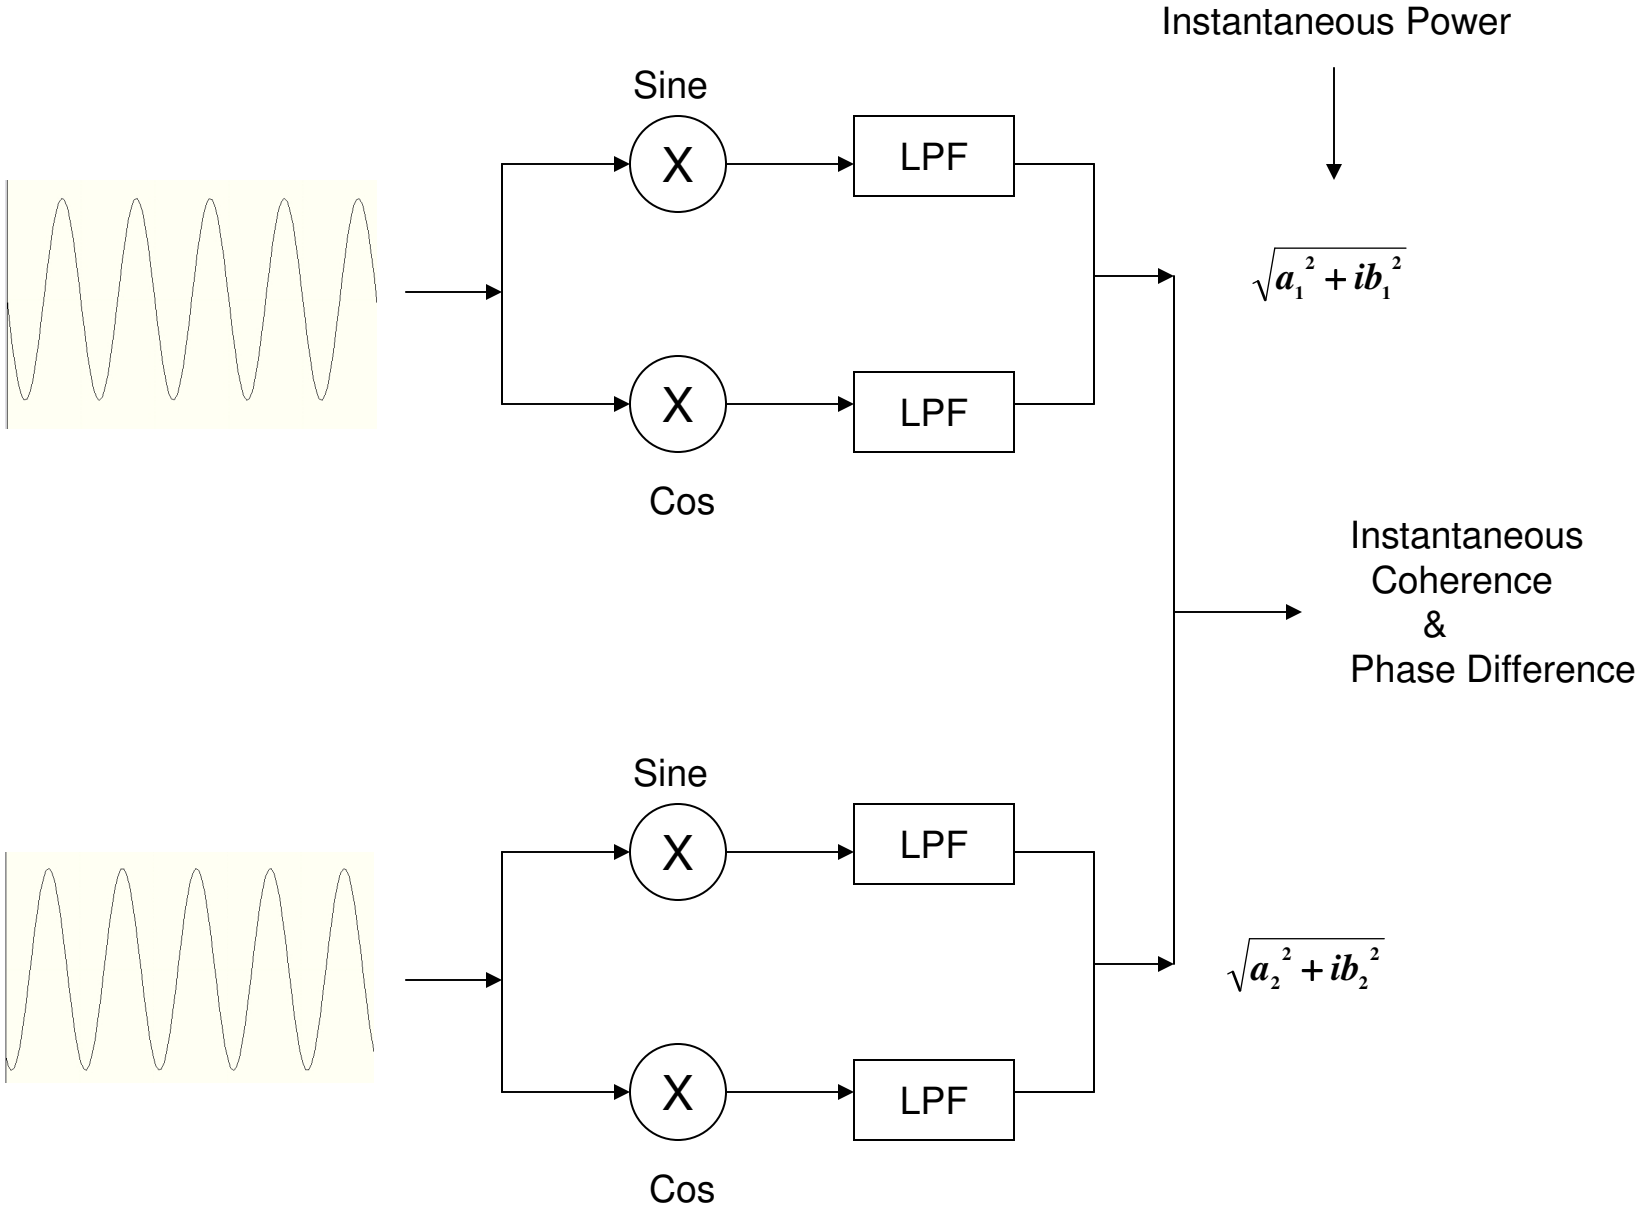 Instantaneous Power
Sine
X
LPF
√a₁² + ib₁²
X
LPF
Cos
Instantaneous
Coherence
&
Phase Difference
Sine
X
LPF
√a₂² + ib₂²
X
LPF
Cos